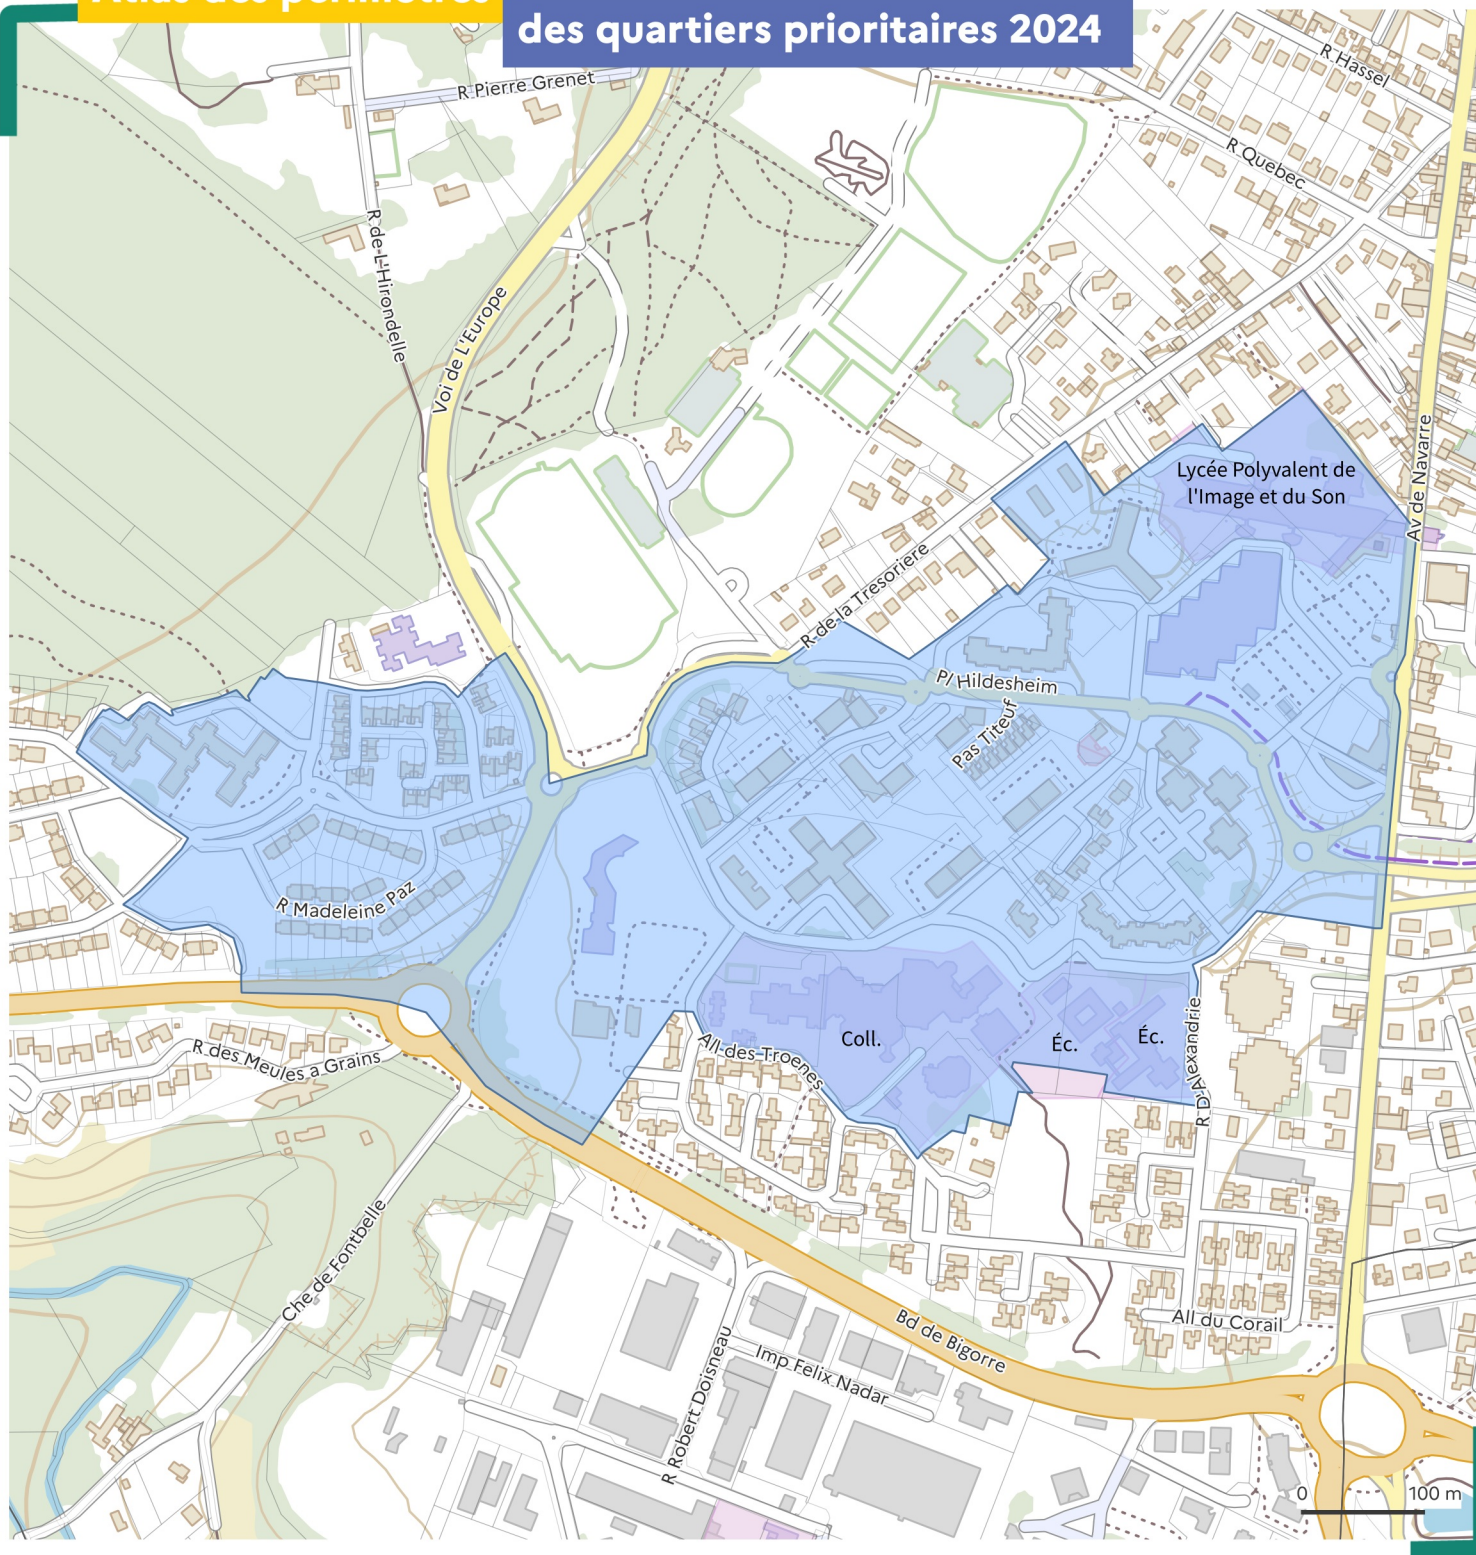 Atlas des périmètres
des quartiers prioritaires 2024
R Hassel
R Pierre Grenet
R Quebec
R de L'Hirondelle
Voi de L'Europe
Av de Navarre
Lycée Polyvalent de
l'Image et du Son
R de la Tresoriere
Pl Hildesheim
Pas Titeuf
R Madeleine Paz
Coll.
Éc.
Éc.
R D'Alexandrie
All des Troenes
R des Meules a Grains
Che de Fontbelle
Bd de Bigorre
All du Corail
Imp Felix Nadar
R Robert Doisneau
0
100 m